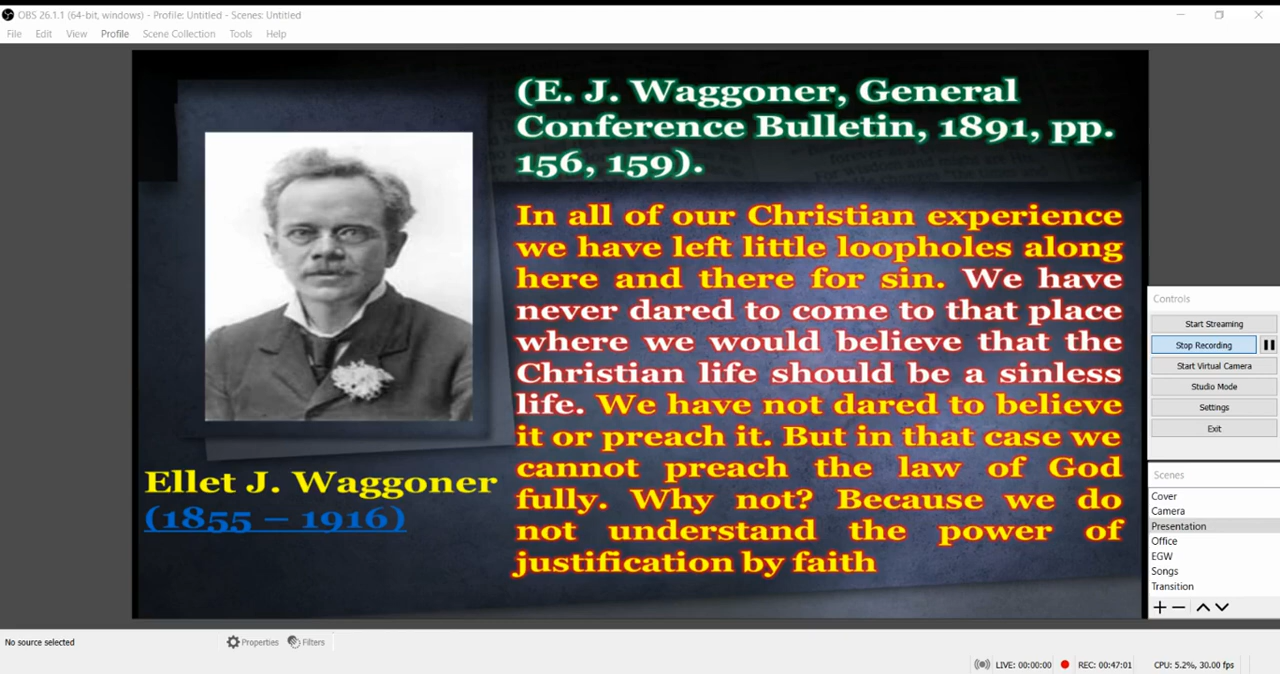 OBS 26.1.1 (64-bit, windows) - Profile: Untitled - Scenes: Untitled
File Edit View Profile Scene Collection Tools Help
(E. J. Waggoner, General
Conference Bulletin, 1891, pp.
156, 159).
In all of our Christian experience
we have left little loopholes along
here and there for sin. We have
never dared to come to that place
where we would believe that the
Christian life should be a sinless
life. We have not dared to believe
it or preach it. But in that case we
cannot preach the law of God
fully. Why not? Because we do
not understand the power of
justification by faith
Ellet J. Waggoner
(1855 – 1916)
Controls
Start Streaming
Stop Recording
Start Virtual Camera
Studio Mode
Settings
Exit
Scenes
Cover
Camera
Presentation
Office
EGW
Songs
Transition
No source selected
Properties Filters
LIVE: 00:00:00 REC: 00:47:01 CPU: 5.2%, 30.00 fps